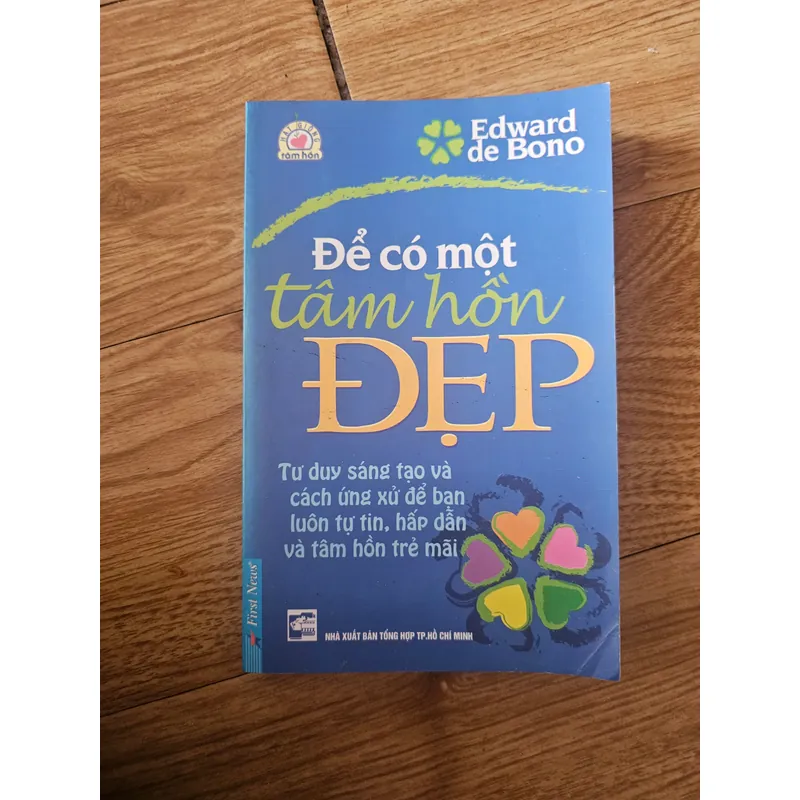 HẠT GIỐNG
tâm hồn
Edward
de Bono
Để có một
tâm hồn
ĐẸP
Tư duy sáng tạo và
cách ứng xử để bạn
luôn tự tin, hấp dẫn
và tâm hồn trẻ mãi
First News
NHÀ XUẤT BẢN TỔNG HỢP TP.HỒ CHÍ MINH